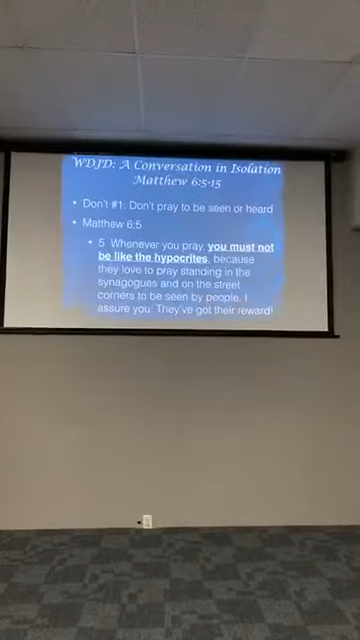 WDJD: A Conversation in Isolation
Matthew 6:5-15
• Don't #1: Don't pray to be seen or heard
• Matthew 6:5
• 5 Whenever you pray, you must not
be like the hypocrites, because
they love to pray standing in the
synagogues and on the street
corners to be seen by people. I
assure you: They've got their reward!